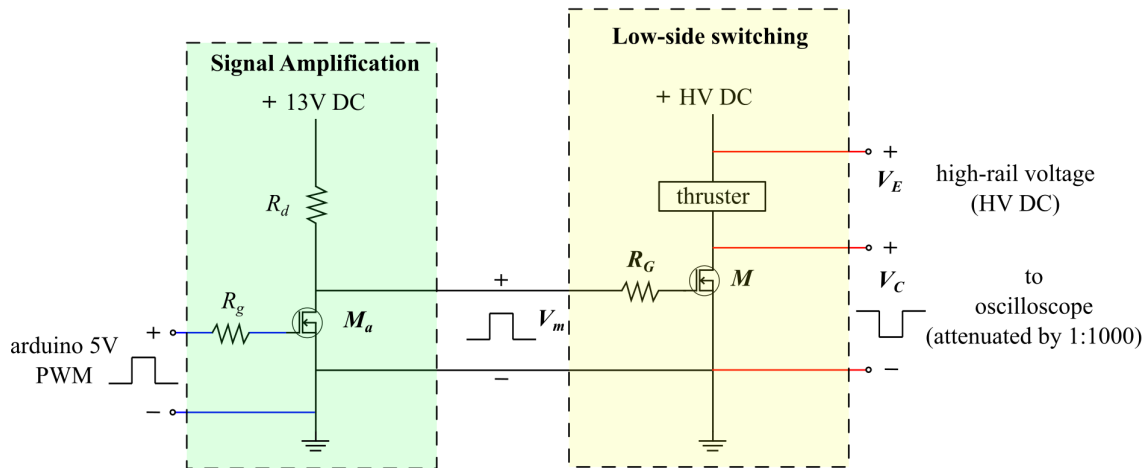 Signal Amplification
+ 13V DC
R_d
R_g
M_a
+
arduino 5V
PWM
−
+
V_m
−
Low-side switching
+ HV DC
thruster
R_G
M
+
V_E
high-rail voltage
(HV DC)
+
V_C
to
oscilloscope
(attenuated by 1:1000)
−